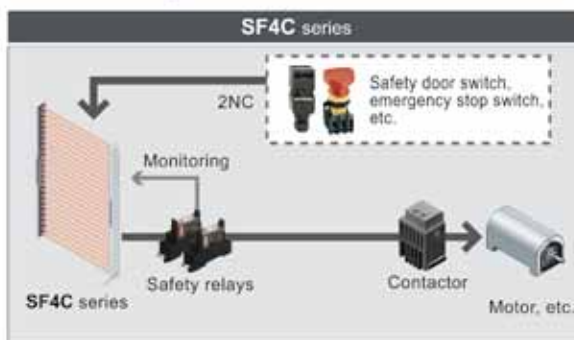 SF4C series
Safety door switch,
emergency stop switch,
etc.
2NC
Monitoring
Safety relays
Contactor
SF4C series
Motor, etc.